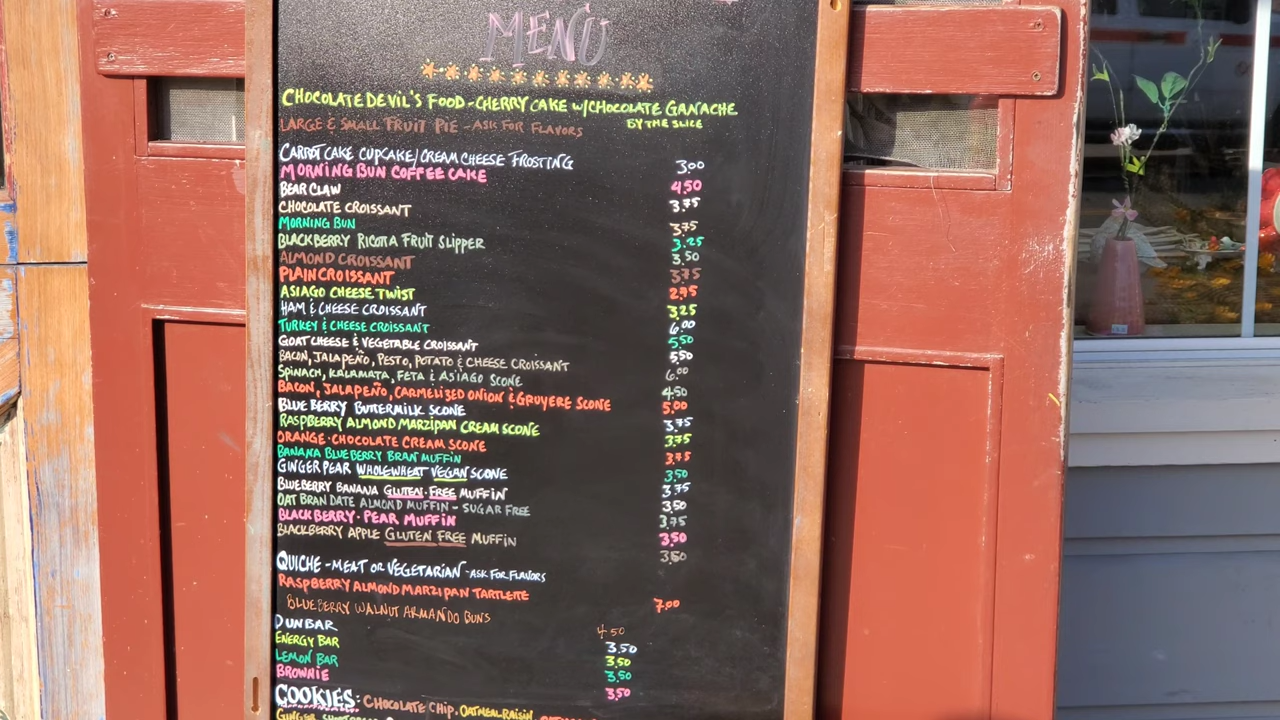 MENU
CHOCOLATE DEVIL'S FOOD - CHERRY CAKE W/CHOCOLATE GANACHE
BY THE SLICE
LARGE & SMALL FRUIT PIE - ASK FOR FLAVORS
CARROT CAKE CUPCAKE/CREAM CHEESE FROSTING 3.00
MORNING BUN COFFEE CAKE 4.50
BEAR CLAW 3.75
CHOCOLATE CROISSANT 3.75
MORNING BUN 3.25
BLACKBERRY RICOTTA FRUIT SLIPPER 3.50
ALMOND CROISSANT 3.75
PLAIN CROISSANT 2.75
ASIAGO CHEESE TWIST 3.25
HAM & CHEESE CROISSANT 6.00
TURKEY & CHEESE CROISSANT 5.50
GOAT CHEESE & VEGETABLE CROISSANT 5.50
BACON, JALAPEÑO, PESTO, POTATO & CHEESE CROISSANT 6.00
SPINACH, KALAMATA, FETA & ASIAGO SCONE 4.50
BACON, JALAPEÑO, CARMELIZED ONION & GRUYERE SCONE 5.00
BLUEBERRY BUTTERMILK SCONE 3.75
RASPBERRY ALMOND MARZIPAN CREAM SCONE 3.75
ORANGE·CHOCOLATE CREAM SCONE 3.75
BANANA BLUEBERRY BRAN MUFFIN 3.50
GINGER PEAR WHOLEWHEAT VEGAN SCONE 3.75
BLUEBERRY BANANA GLUTEN·FREE MUFFIN 3.50
OAT BRAN DATE ALMOND MUFFIN - SUGAR FREE 3.75
BLACKBERRY·PEAR MUFFIN 3.50
BLACKBERRY APPLE GLUTEN FREE MUFFIN 3.50
QUICHE - MEAT OR VEGETARIAN - ASK FOR FLAVORS
RASPBERRY ALMOND MARZIPAN TARTLETTE 7.00
BLUEBERRY WALNUT ARMANDO BUNS 4.50
DUNBAR 3.50
ENERGY BAR 3.50
LEMON BAR 3.50
BROWNIE 3.50
COOKIES: CHOCOLATE CHIP, OATMEAL RAISIN,
GINGER